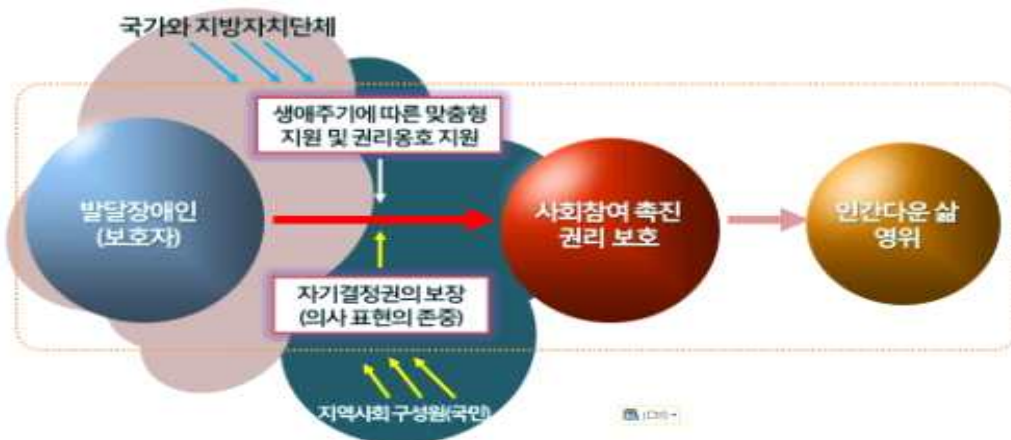 국가와 지방자치단체
생애주기에 따른 맞춤형
지원 및 권리옹호 지원
발달장애인
(보호자)
사회참여 촉진
권리 보호
인간다운 삶
영위
자기결정권의 보장
(의사 표현의 존중)
지역사회 구성원(국민)
(Ctrl)